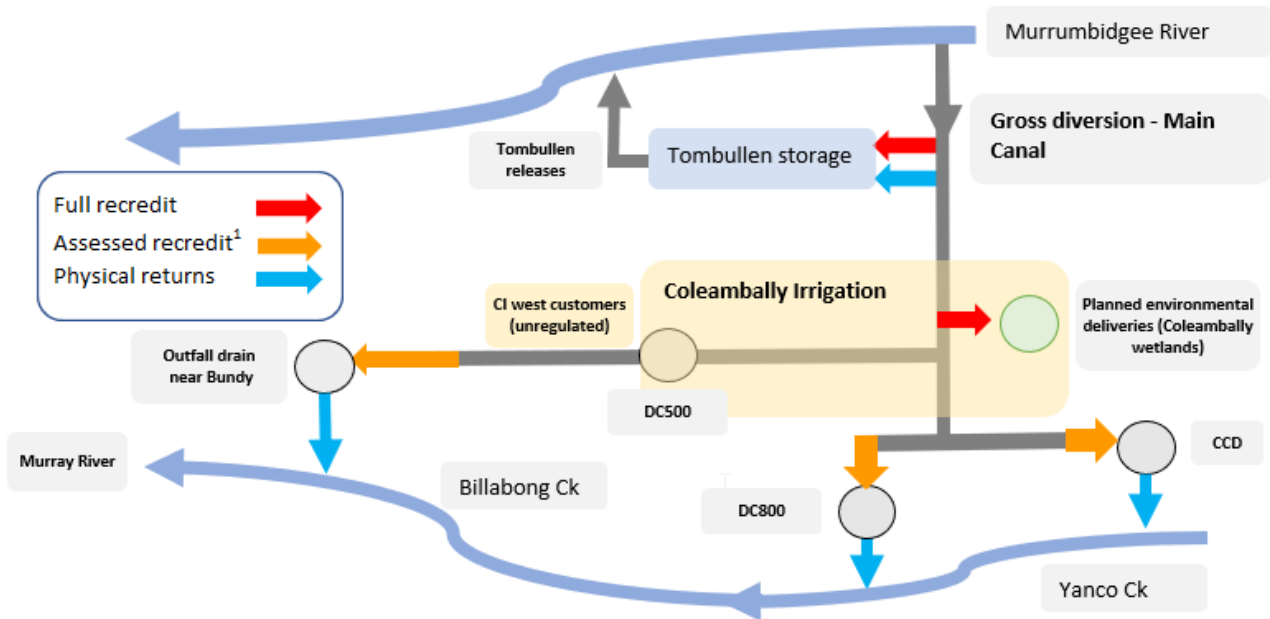 Murrumbidgee River
Gross diversion - Main
Canal
Tombullen
releases
Tombullen storage
Full recredit
Assessed recredit¹
Physical returns
CI west customers
(unregulated)
Coleambally Irrigation
Planned environmental
deliveries (Coleambally
wetlands)
Outfall drain
near Bundy
DC500
Murray River
Billabong Ck
DC800
CCD
Yanco Ck